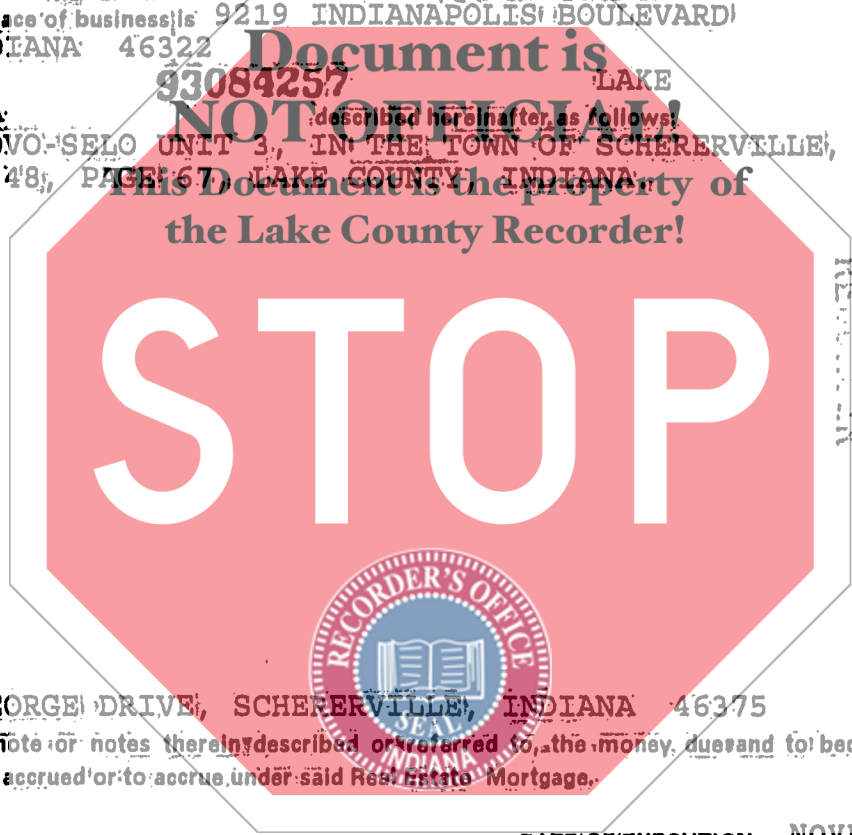 ace of business is 9219 INDIANAPOLIS BOULEVARD
IANA 46322
Document is
93084257 LAKE
NOT OFFICIAL!
described hereinafter as follows:
VO-SELO UNIT 3, IN THE TOWN OF SCHERERVILLE,
48, PAGE 67, LAKE COUNTY, INDIANA.
This Document is the property of
the Lake County Recorder!
STOP
RECORDER'S OFFICE
SEAL
INDIANA
ORGE DRIVE, SCHERERVILLE, INDIANA 46375
ote or notes therein described or referred to, the money due and to bec
accrued or to accrue under said Real Estate Mortgage.